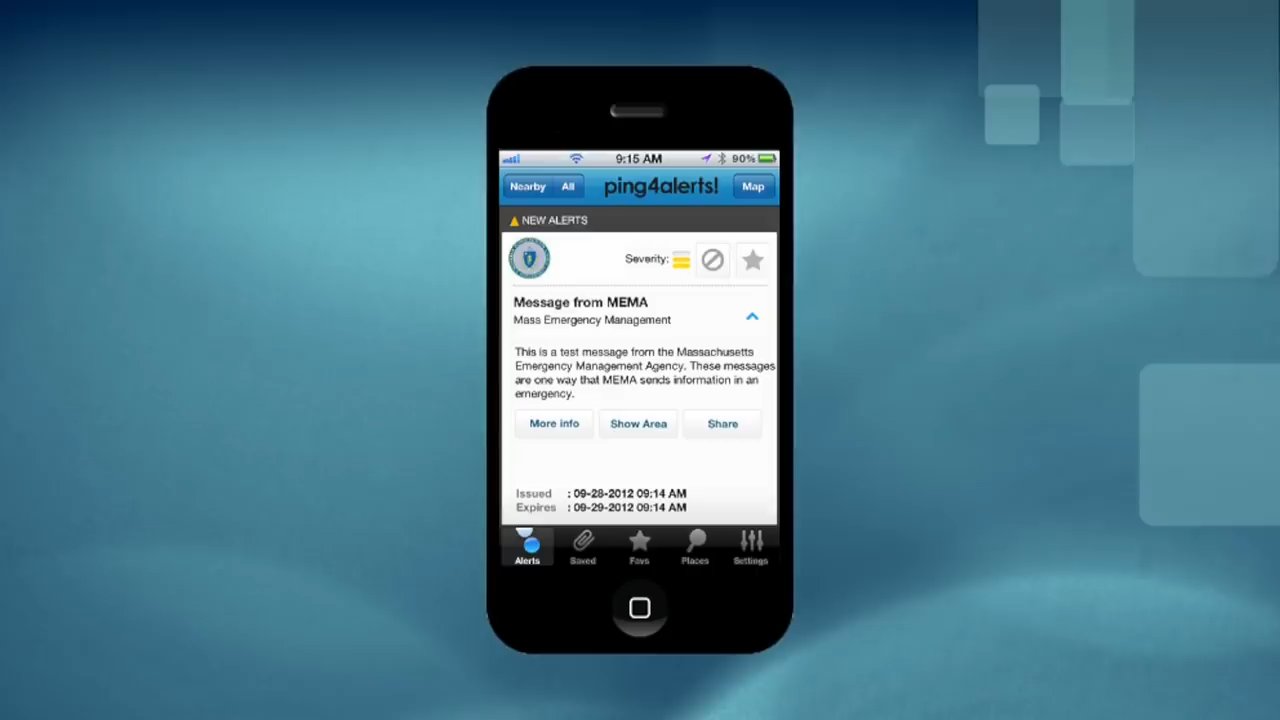 9:15 AM 90%
Nearby All ping4alerts! Map
NEW ALERTS
Severity:
Message from MEMA
Mass Emergency Management
This is a test message from the Massachusetts
Emergency Management Agency. These messages
are one way that MEMA sends information in an
emergency.
More info Show Area Share
Issued : 09-28-2012 09:14 AM
Expires : 09-29-2012 09:14 AM
Alerts Saved Favs Places Settings